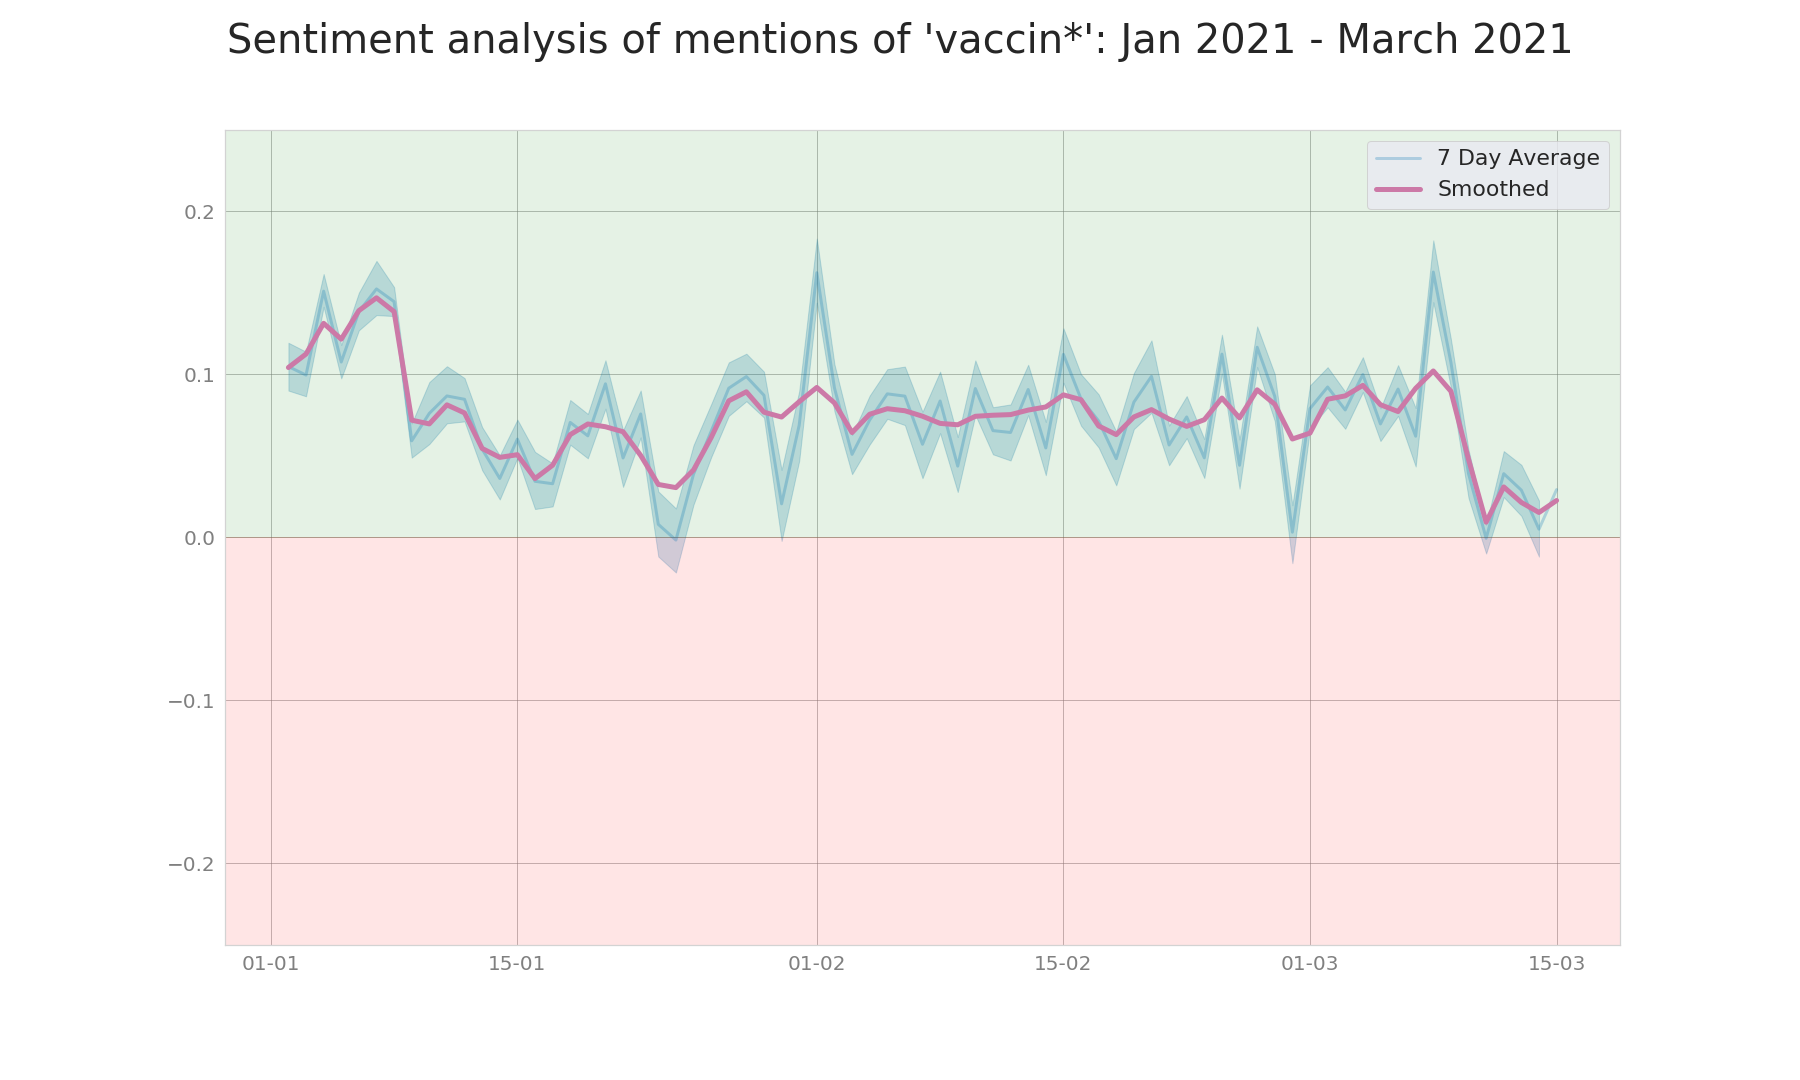 Sentiment analysis of mentions of 'vaccin*': Jan 2021 - March 2021
7 Day Average
Smoothed
0.2
0.1
0.0
−0.1
−0.2
01-01 15-01 01-02 15-02 01-03 15-03